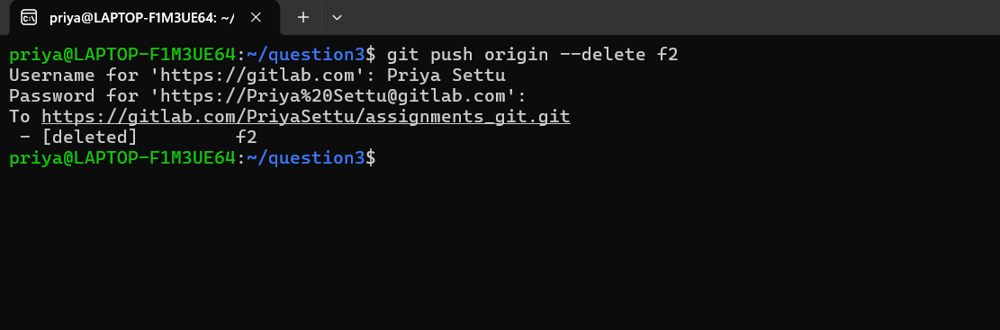 priya@LAPTOP-F1M3UE64: ~/
priya@LAPTOP-F1M3UE64:~/question3$ git push origin --delete f2
Username for 'https://gitlab.com': Priya Settu
Password for 'https://Priya%20Settu@gitlab.com':
To https://gitlab.com/PriyaSettu/assignments_git.git
 - [deleted]         f2
priya@LAPTOP-F1M3UE64:~/question3$